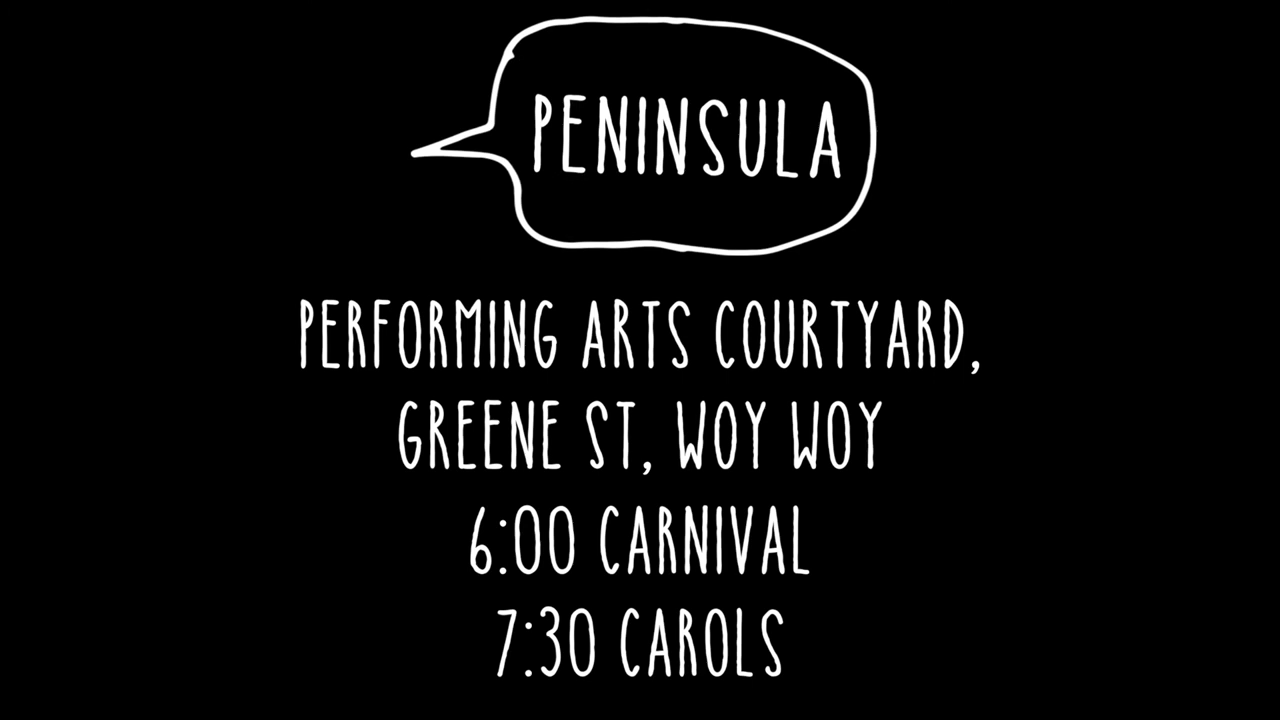 PENINSULA
PERFORMING ARTS COURTYARD,
GREENE ST, WOY WOY
6:00 CARNIVAL
7:30 CAROLS